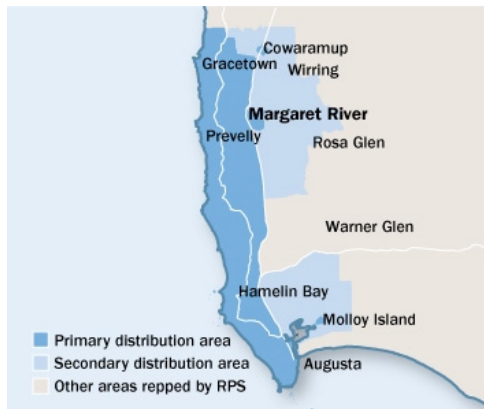 Cowaramup
Gracetown
Wirring
Margaret River
Prevelly
Rosa Glen
Warner Glen
Hamelin Bay
Molloy Island
Primary distribution area
Secondary distribution area
Augusta
Other areas repped by RPS